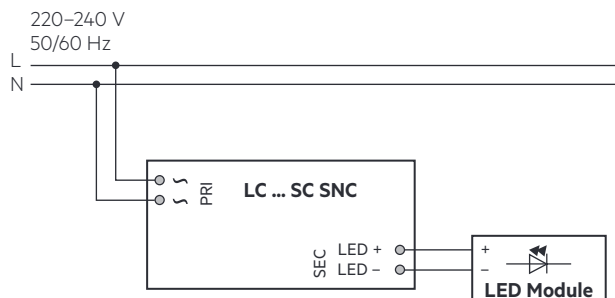 220–240 V
50/60 Hz
L
N
~
~
PRI
LC ... SC SNC
SEC
LED +
LED –
+
–
LED Module